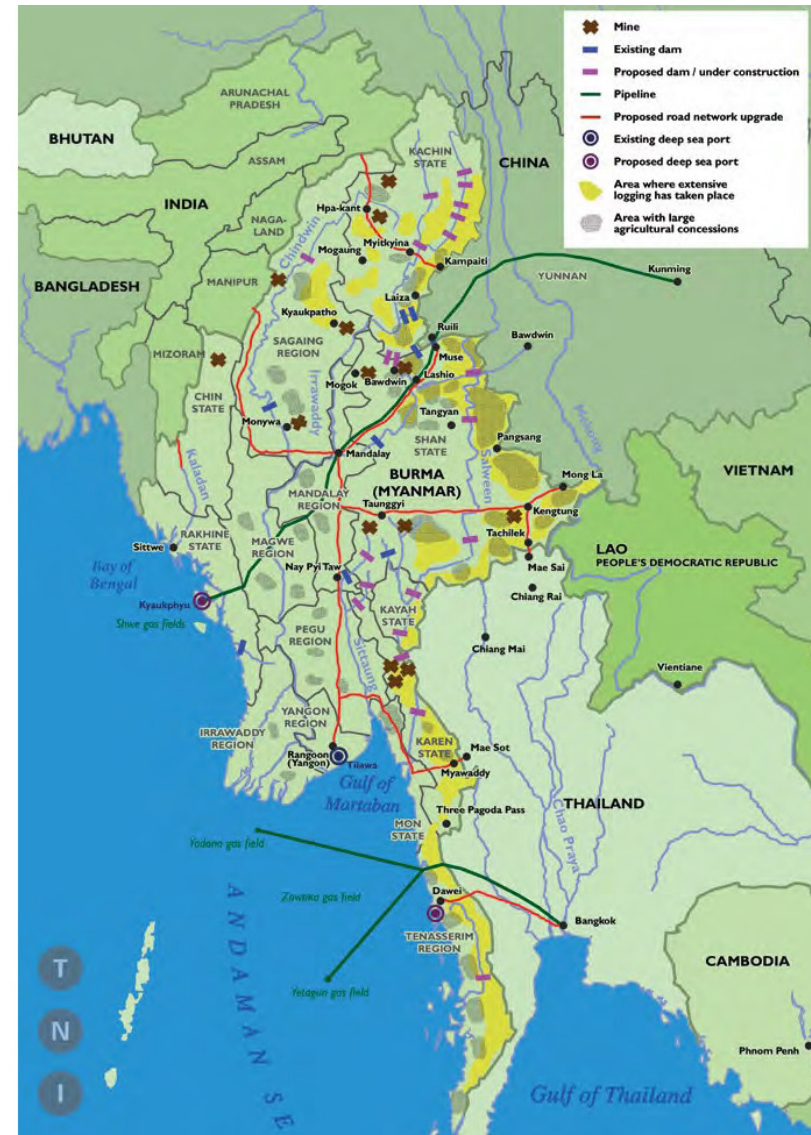 Mine
Existing dam
Proposed dam / under construction
Pipeline
Proposed road network upgrade
Existing deep sea port
Proposed deep sea port
Area where extensive
logging has taken place
Area with large
agricultural concessions
ARUNACHAL
PRADESH
BHUTAN
KACHIN
STATE
CHINA
ASSAM
INDIA
NAGA-
LAND
Hpa-kant
Chindwin
Mogaung
Myitkyina
Kampaiti
MANIPUR
BANGLADESH
YUNNAN
Kunming
Laiza
Kyaukpatho
Ruili
Muse
Bawdwin
MIZORAM
SAGAING
REGION
Irrawaddy
Mogok
Bawdwin
Lashio
CHIN
STATE
Tangyan
Mekong
Monywa
SHAN
STATE
Pangsang
Mandalay
Salween
VIETNAM
Kaladan
BURMA
(MYANMAR)
Mong La
MANDALAY
REGION
Taunggyi
Kengtung
RAKHINE
STATE
MAGWE
REGION
Tachilek
Sittwe
LAO
PEOPLE'S DEMOCRATIC REPUBLIC
Mae Sai
Bay of
Bengal
Nay Pyi Taw
Chiang Rai
Kyaukphyu
Shwe gas fields
KAYAH
STATE
PEGU
REGION
Sittaung
Chiang Mai
Vientiane
YANGON
REGION
IRRAWADDY
REGION
Rangoon
(Yangon)
Tilawa
KAREN
STATE
Mae Sot
Myawaddy
Gulf of
Martaban
THAILAND
MON
STATE
Three Pagoda Pass
Chao Praya
Yadana gas field
Zawtika gas field
Dawei
Bangkok
TENASSERIM
REGION
CAMBODIA
Yetagun gas field
ANDAMAN SE
T
N
I
Phnom Penh
Gulf of Thailand